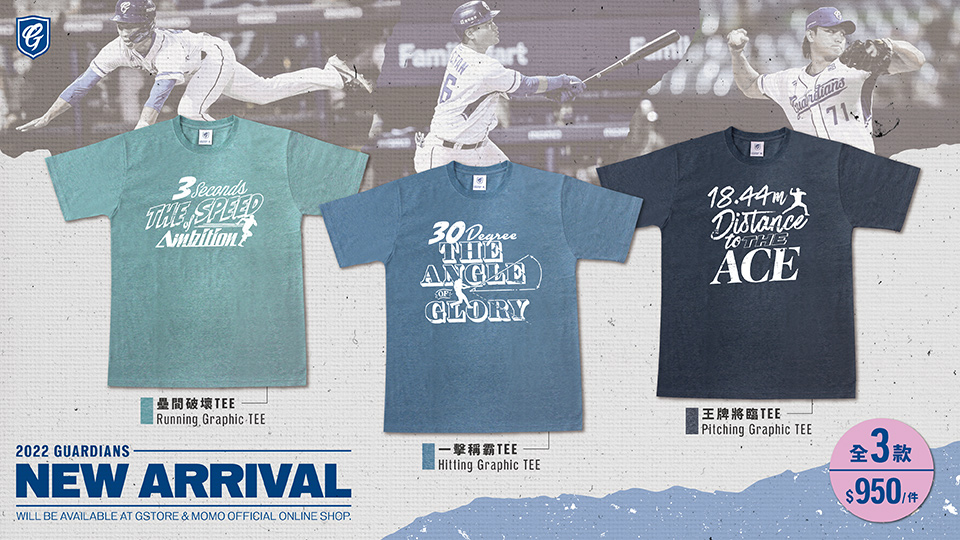 G
FamilyMart
6
Guardians
71
3 Seconds
THE SPEED
of
Ambition
30 Degree
THE
ANGLE
OF
GLORY
18.44m
Distance
to THE
ACE
壘間破壞TEE
Running Graphic TEE
一擊稱霸TEE
Hitting Graphic TEE
王牌將臨TEE
Pitching Graphic TEE
2022 GUARDIANS
NEW ARRIVAL
WILL BE AVAILABLE AT GSTORE & MOMO OFFICIAL ONLINE SHOP.
全3款
$950/件